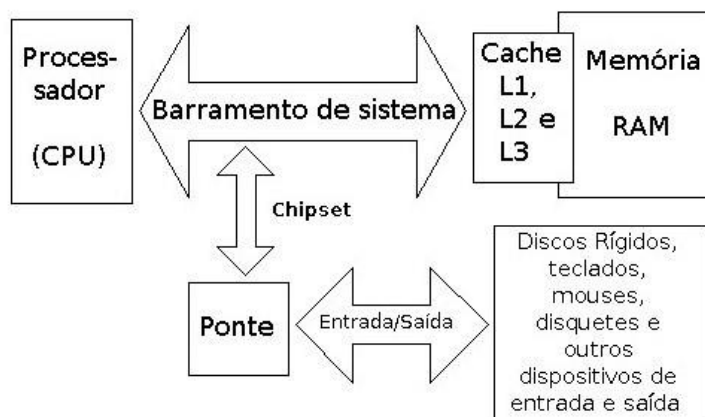 Proces-
sador
(CPU)
Barramento de sistema
Cache
L1,
L2 e
L3
Memória
RAM
Chipset
Ponte
Entrada/Saída
Discos Rígidos,
teclados,
mouses,
disquetes e
outros
dispositivos de
entrada e saída